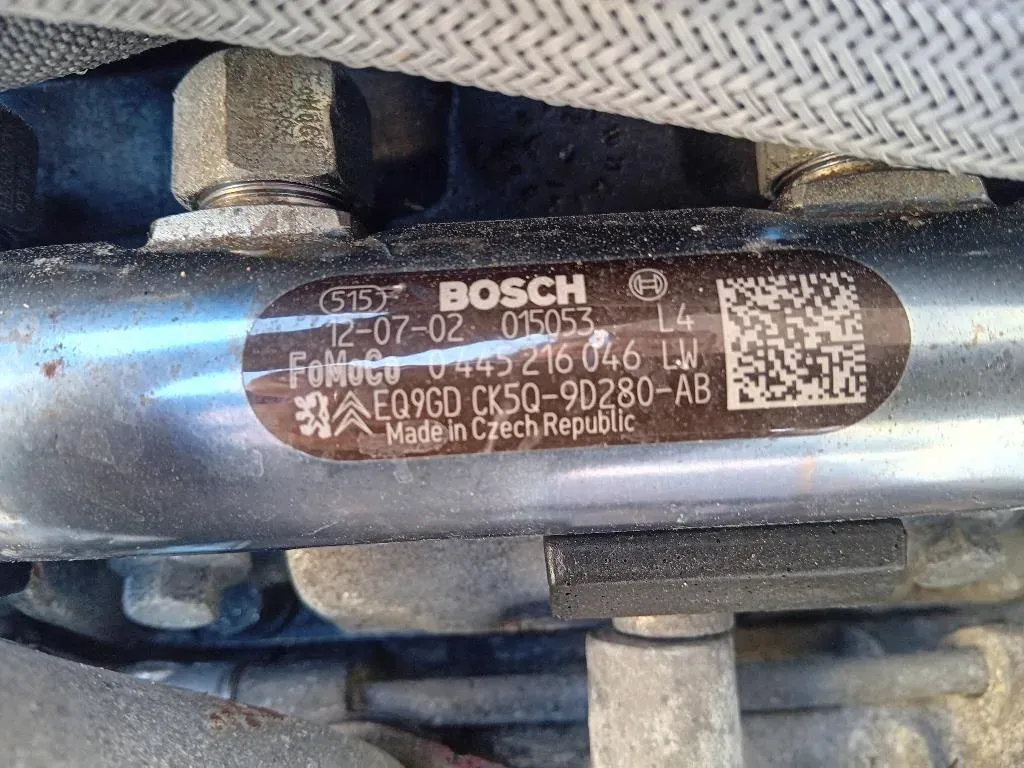 515 BOSCH
12-07-02 015053 L4
FoMoCo 0 445 216 046 LW
EQ9GD CK5Q-9D280-AB
Made in Czech Republic